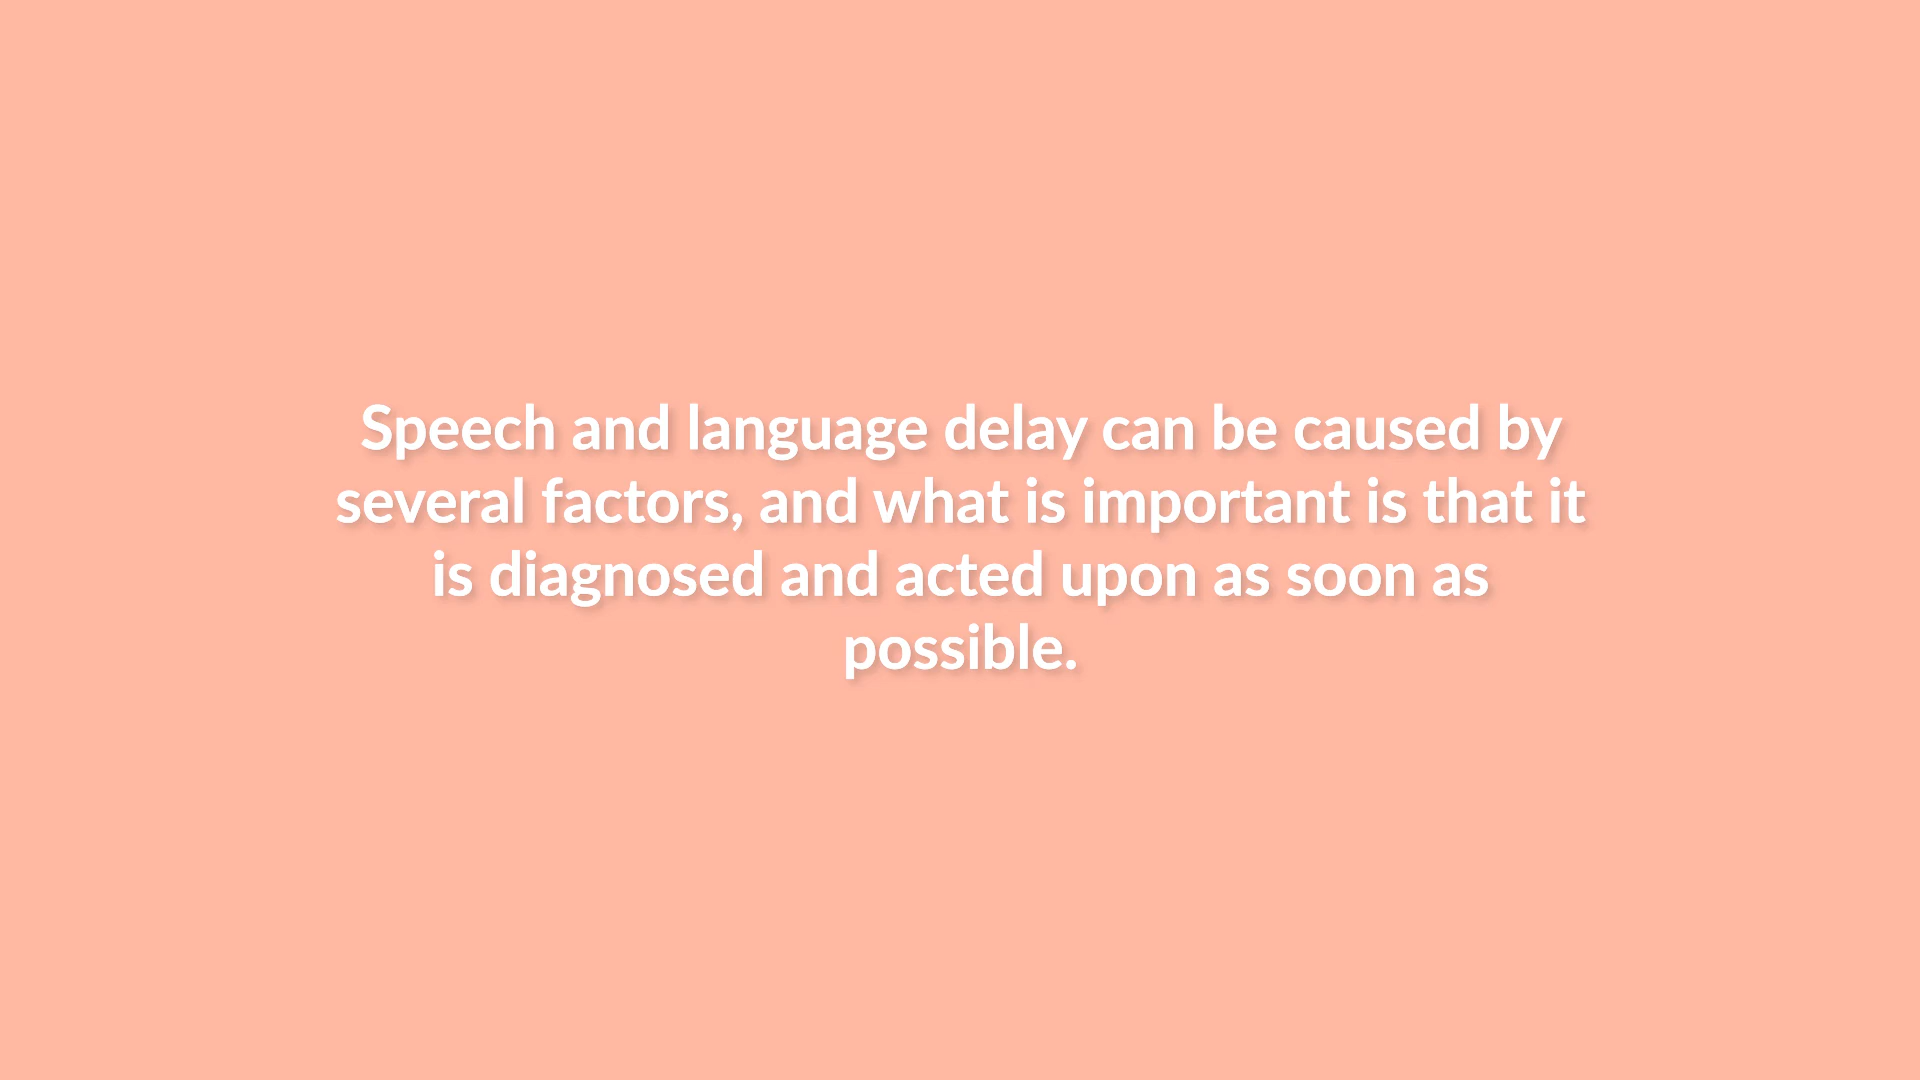 Speech and language delay can be caused by
several factors, and what is important is that it
is diagnosed and acted upon as soon as
possible.